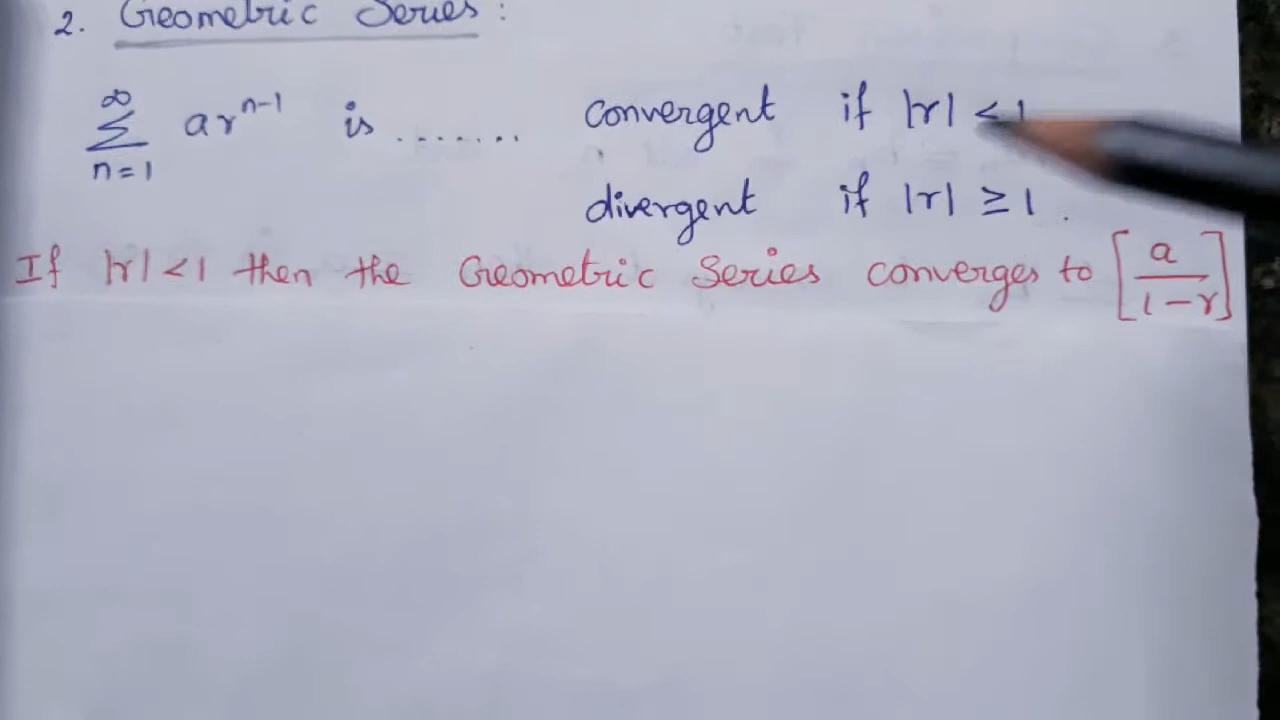 2. Geometric Series :
∞
∑ ar^(n-1) is ....... convergent if |r| < 1
n=1
divergent if |r| ≥ 1 .
If |r| < 1 then the Geometric Series converges to [a/(1-r)]